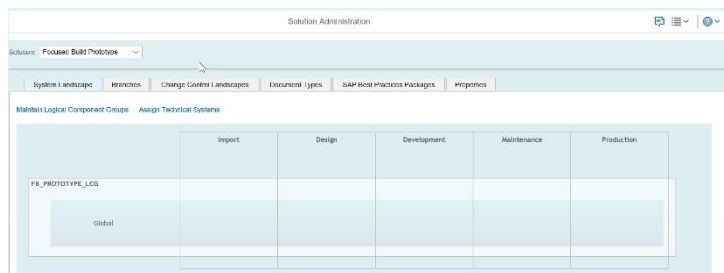 Solution Administration
Solution: Focused Build Prototype
System Landscape Branches Change Control Landscapes Document Types SAP Best Practices Packages Properties
Maintain Logical Component Groups Assign Technical Systems
Import Design Development Maintenance Production
FB_PROTOTYPE_LCG
Global